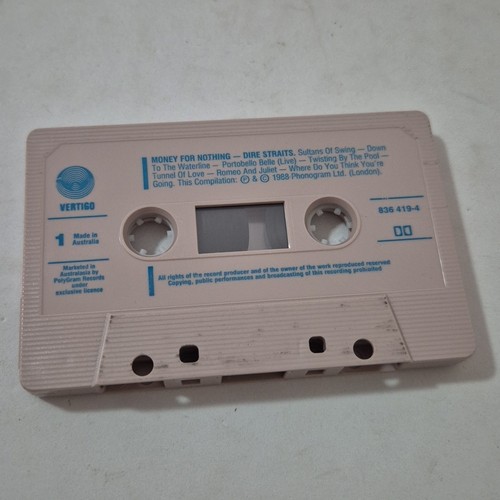 MONEY FOR NOTHING — DIRE STRAITS. Sultans Of Swing — Down
To The Waterline — Portobello Belle (Live) — Twisting By The Pool —
Tunnel Of Love — Romeo And Juliet — Where Do You Think You're
Going. This Compilation: Ⓟ & © 1988 Phonogram Ltd. (London).
VERTIGO
836 419-4
1 Made in
Australia
Marketed in
Australasia by
PolyGram Records
under
exclusive licence
All rights of the record producer and of the owner of the work reproduced reserved
Copying, public performances and broadcasting of this recording prohibited